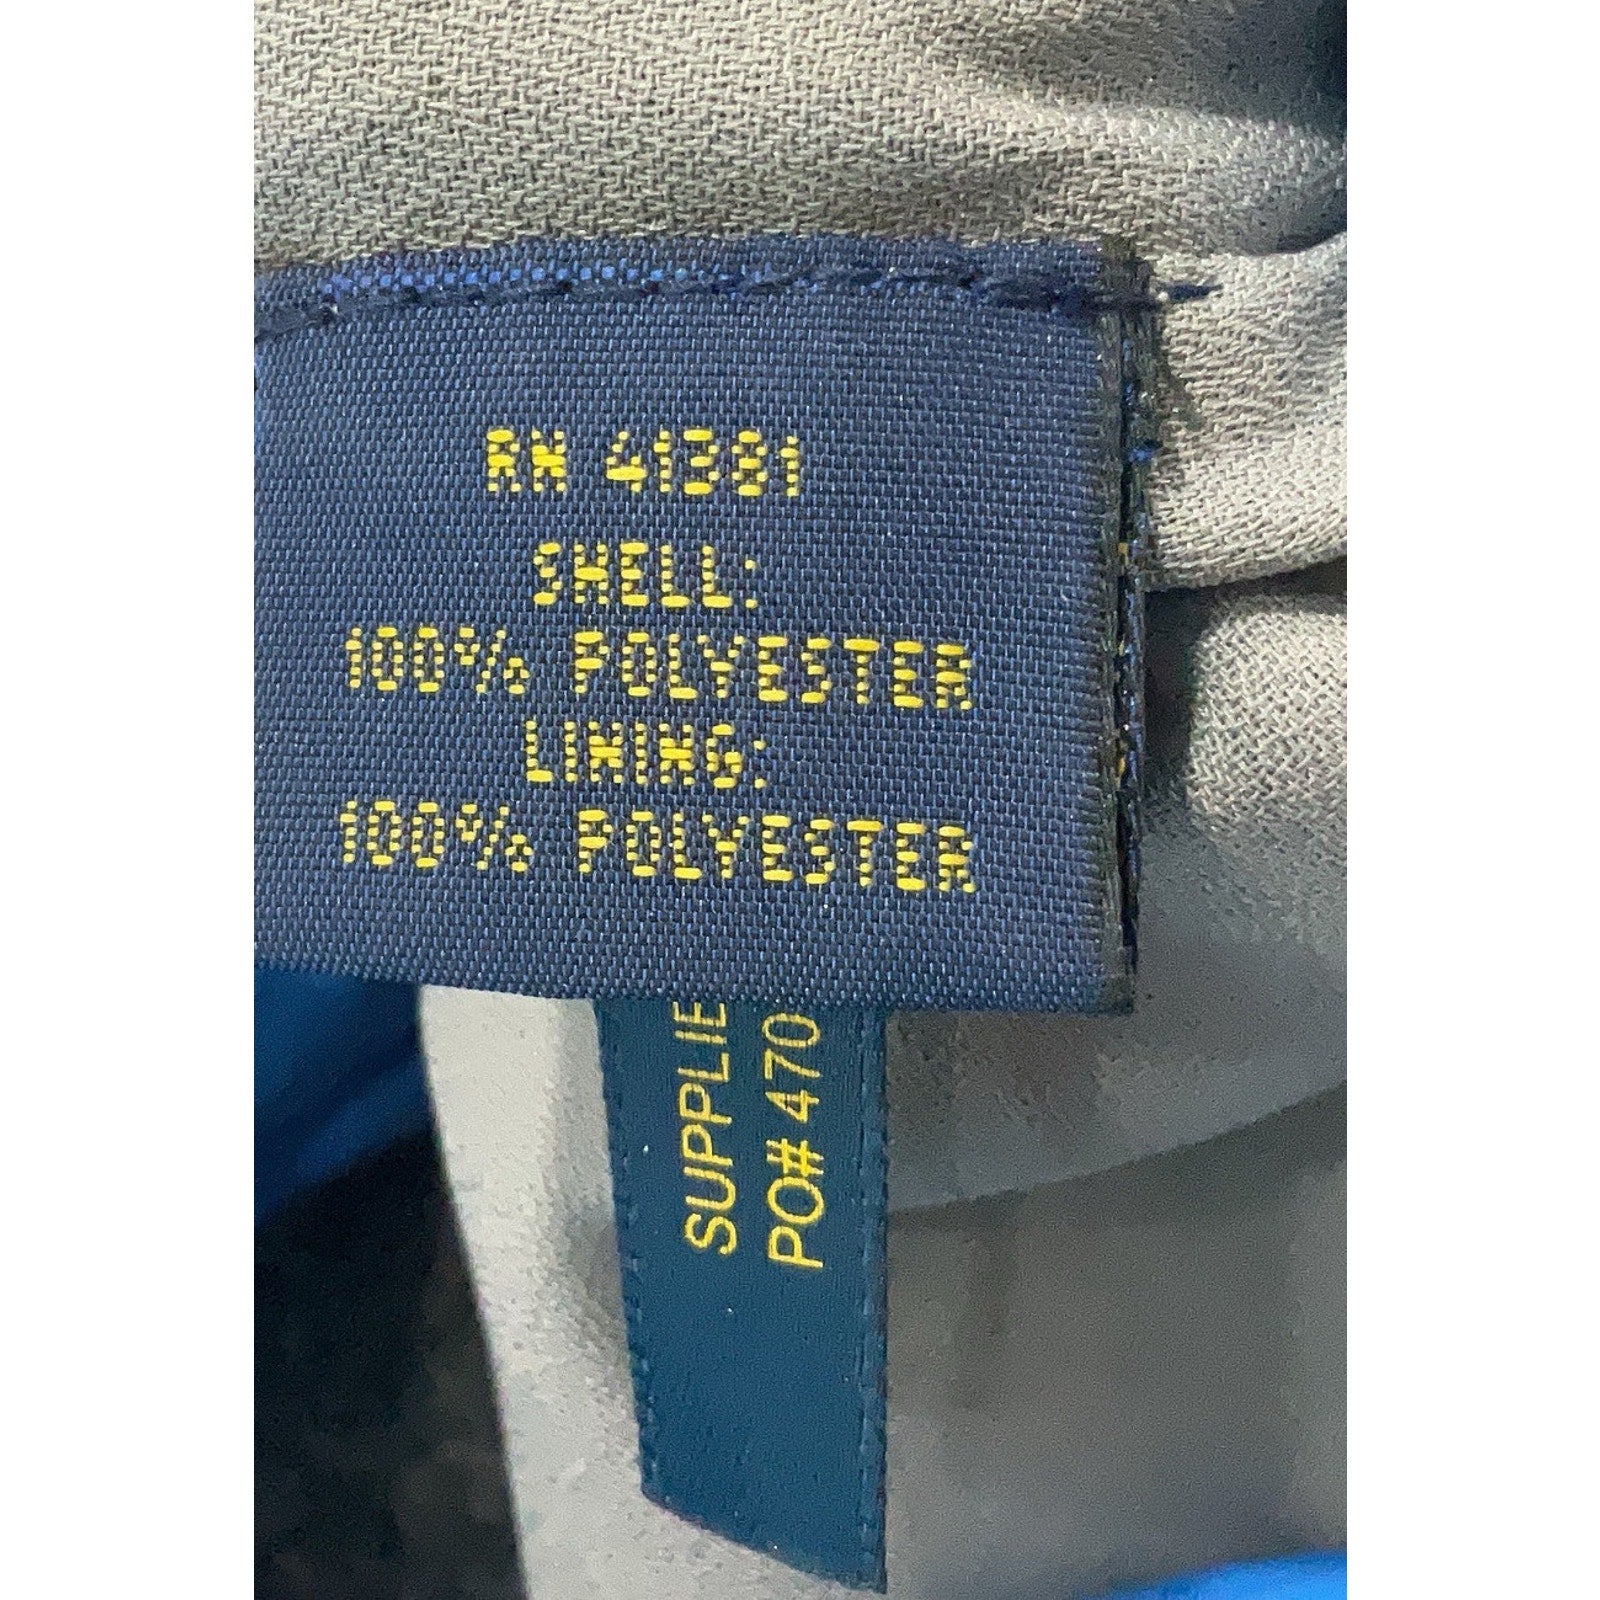 RN 41381
SHELL:
100% POLYESTER
LINING:
100% POLYESTER
SUPPLIE
PO# 470